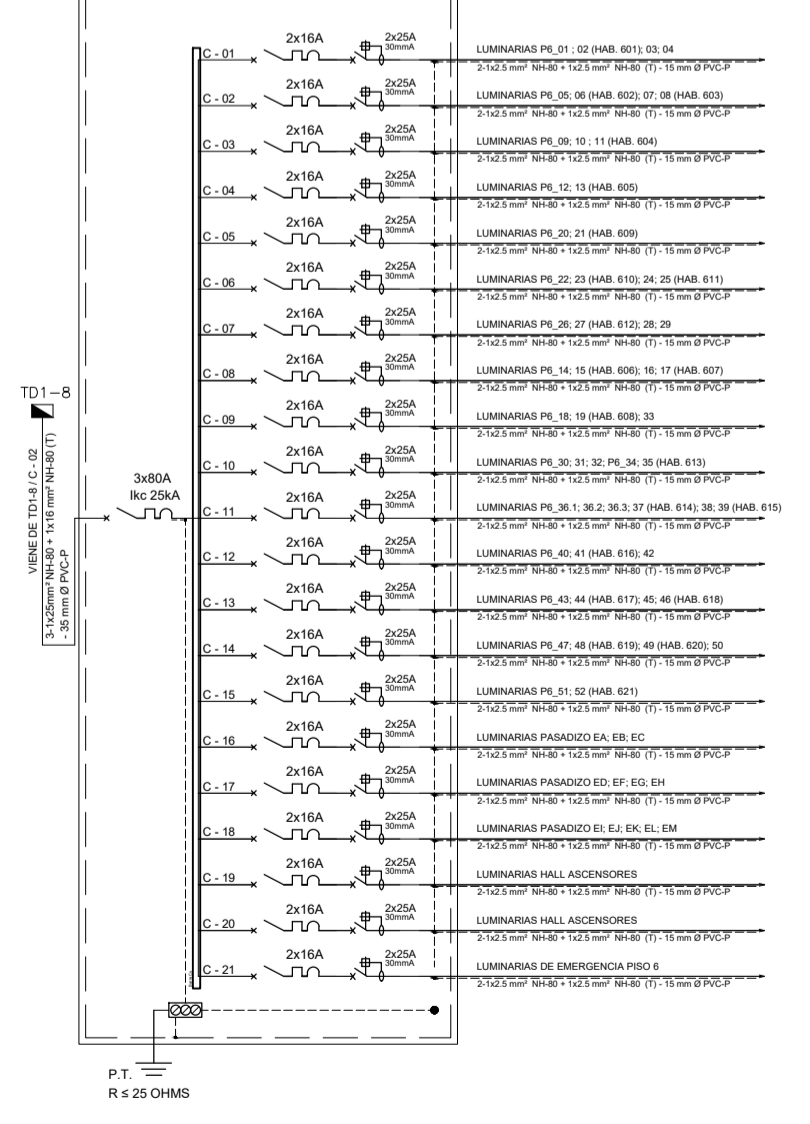 C - 01
2x16A
2x25A
30mmA
LUMINARIAS P6_01 ; 02 (HAB. 601); 03; 04
2-1x2.5 mm² NH-80 + 1x2.5 mm² NH-80 (T) - 15 mm Ø PVC-P
C - 02
2x16A
2x25A
30mmA
LUMINARIAS P6_05; 06 (HAB. 602); 07; 08 (HAB. 603)
2-1x2.5 mm² NH-80 + 1x2.5 mm² NH-80 (T) - 15 mm Ø PVC-P
C - 03
2x16A
2x25A
30mmA
LUMINARIAS P6_09; 10 ; 11 (HAB. 604)
2-1x2.5 mm² NH-80 + 1x2.5 mm² NH-80 (T) - 15 mm Ø PVC-P
C - 04
2x16A
2x25A
30mmA
LUMINARIAS P6_12; 13 (HAB. 605)
2-1x2.5 mm² NH-80 + 1x2.5 mm² NH-80 (T) - 15 mm Ø PVC-P
C - 05
2x16A
2x25A
30mmA
LUMINARIAS P6_20; 21 (HAB. 609)
2-1x2.5 mm² NH-80 + 1x2.5 mm² NH-80 (T) - 15 mm Ø PVC-P
C - 06
2x16A
2x25A
30mmA
LUMINARIAS P6_22; 23 (HAB. 610); 24; 25 (HAB. 611)
2-1x2.5 mm² NH-80 + 1x2.5 mm² NH-80 (T) - 15 mm Ø PVC-P
C - 07
2x16A
2x25A
30mmA
LUMINARIAS P6_26; 27 (HAB. 612); 28; 29
2-1x2.5 mm² NH-80 + 1x2.5 mm² NH-80 (T) - 15 mm Ø PVC-P
C - 08
2x16A
2x25A
30mmA
LUMINARIAS P6_14; 15 (HAB. 606); 16; 17 (HAB. 607)
2-1x2.5 mm² NH-80 + 1x2.5 mm² NH-80 (T) - 15 mm Ø PVC-P
TD1-8
VIENE DE TD1-8 / C - 02
3-1x25mm² NH-80 + 1x16 mm² NH-80 (T)
- 35 mm Ø PVC-P
C - 09
2x16A
2x25A
30mmA
LUMINARIAS P6_18; 19 (HAB. 608); 33
2-1x2.5 mm² NH-80 + 1x2.5 mm² NH-80 (T) - 15 mm Ø PVC-P
C - 10
2x16A
2x25A
30mmA
LUMINARIAS P6_30; 31; 32; P6_34; 35 (HAB. 613)
2-1x2.5 mm² NH-80 + 1x2.5 mm² NH-80 (T) - 15 mm Ø PVC-P
3x80A
Ikc 25kA
C - 11
2x16A
2x25A
30mmA
LUMINARIAS P6_36.1; 36.2; 36.3; 37 (HAB. 614); 38; 39 (HAB. 615)
2-1x2.5 mm² NH-80 + 1x2.5 mm² NH-80 (T) - 15 mm Ø PVC-P
C - 12
2x16A
2x25A
30mmA
LUMINARIAS P6_40; 41 (HAB. 616); 42
2-1x2.5 mm² NH-80 + 1x2.5 mm² NH-80 (T) - 15 mm Ø PVC-P
C - 13
2x16A
2x25A
30mmA
LUMINARIAS P6_43; 44 (HAB. 617); 45; 46 (HAB. 618)
2-1x2.5 mm² NH-80 + 1x2.5 mm² NH-80 (T) - 15 mm Ø PVC-P
C - 14
2x16A
2x25A
30mmA
LUMINARIAS P6_47; 48 (HAB. 619); 49 (HAB. 620); 50
2-1x2.5 mm² NH-80 + 1x2.5 mm² NH-80 (T) - 15 mm Ø PVC-P
C - 15
2x16A
2x25A
30mmA
LUMINARIAS P6_51; 52 (HAB. 621)
2-1x2.5 mm² NH-80 + 1x2.5 mm² NH-80 (T) - 15 mm Ø PVC-P
C - 16
2x16A
2x25A
30mmA
LUMINARIAS PASADIZO EA; EB; EC
2-1x2.5 mm² NH-80 + 1x2.5 mm² NH-80 (T) - 15 mm Ø PVC-P
C - 17
2x16A
2x25A
30mmA
LUMINARIAS PASADIZO ED; EF; EG; EH
2-1x2.5 mm² NH-80 + 1x2.5 mm² NH-80 (T) - 15 mm Ø PVC-P
C - 18
2x16A
2x25A
30mmA
LUMINARIAS PASADIZO EI; EJ; EK; EL; EM
2-1x2.5 mm² NH-80 + 1x2.5 mm² NH-80 (T) - 15 mm Ø PVC-P
C - 19
2x16A
2x25A
30mmA
LUMINARIAS HALL ASCENSORES
2-1x2.5 mm² NH-80 + 1x2.5 mm² NH-80 (T) - 15 mm Ø PVC-P
C - 20
2x16A
2x25A
30mmA
LUMINARIAS HALL ASCENSORES
2-1x2.5 mm² NH-80 + 1x2.5 mm² NH-80 (T) - 15 mm Ø PVC-P
C - 21
2x16A
2x25A
30mmA
LUMINARIAS DE EMERGENCIA PISO 6
2-1x2.5 mm² NH-80 + 1x2.5 mm² NH-80 (T) - 15 mm Ø PVC-P
P.T.
R ≤ 25 OHMS